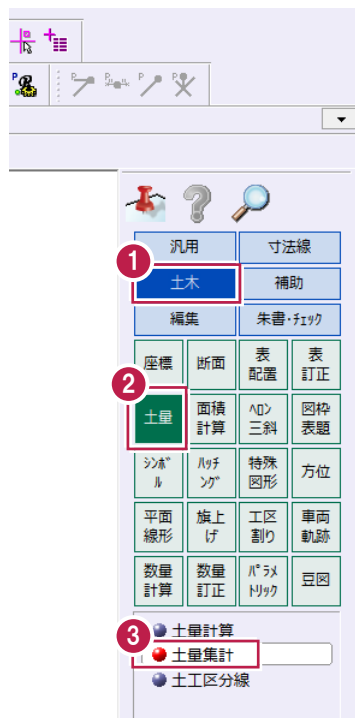 汎用 寸法線
1
土木 補助
編集 朱書・ﾁｪｯｸ
2
座標 断面 表配置 表訂正
土量 面積計算 ﾍﾛﾝ三斜 図枠表題
ｼﾝﾎﾞﾙ ﾊｯﾁﾝｸﾞ 特殊図形 方位
平面線形 旗上げ 工区割り 車両軌跡
数量計算 数量訂正 ﾊﾟﾗﾒﾄﾘｯｸ 豆図
3
土量計算
土量集計
土工区分線